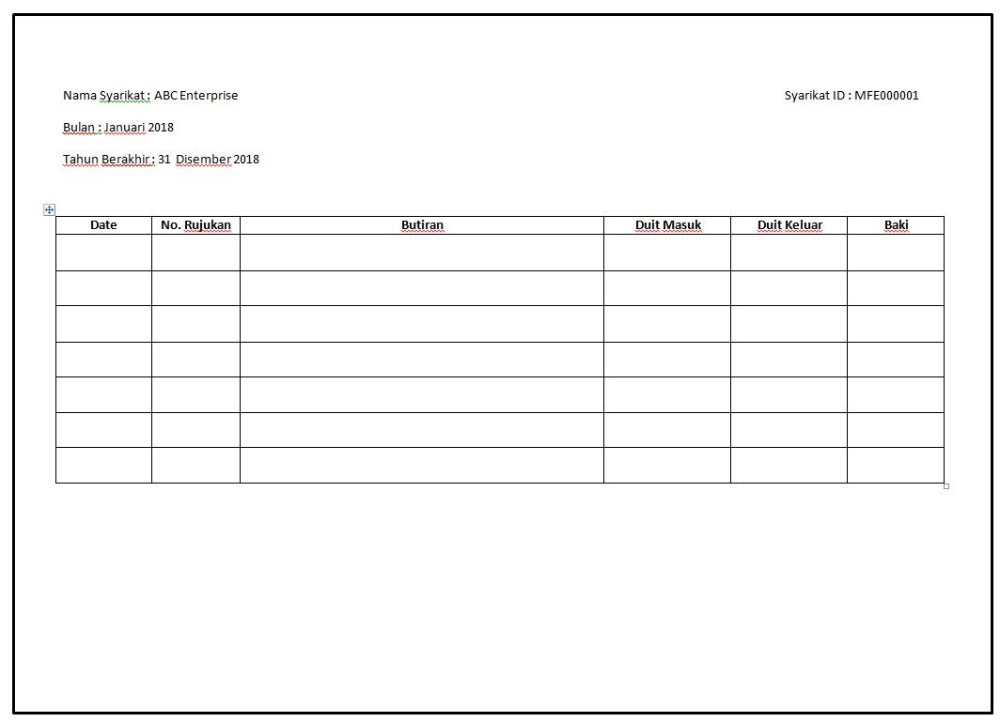 Nama Syarikat : ABC Enterprise Syarikat ID : MFE000001
Bulan : Januari 2018
Tahun Berakhir : 31 Disember 2018
Date No. Rujukan Butiran Duit Masuk Duit Keluar Baki